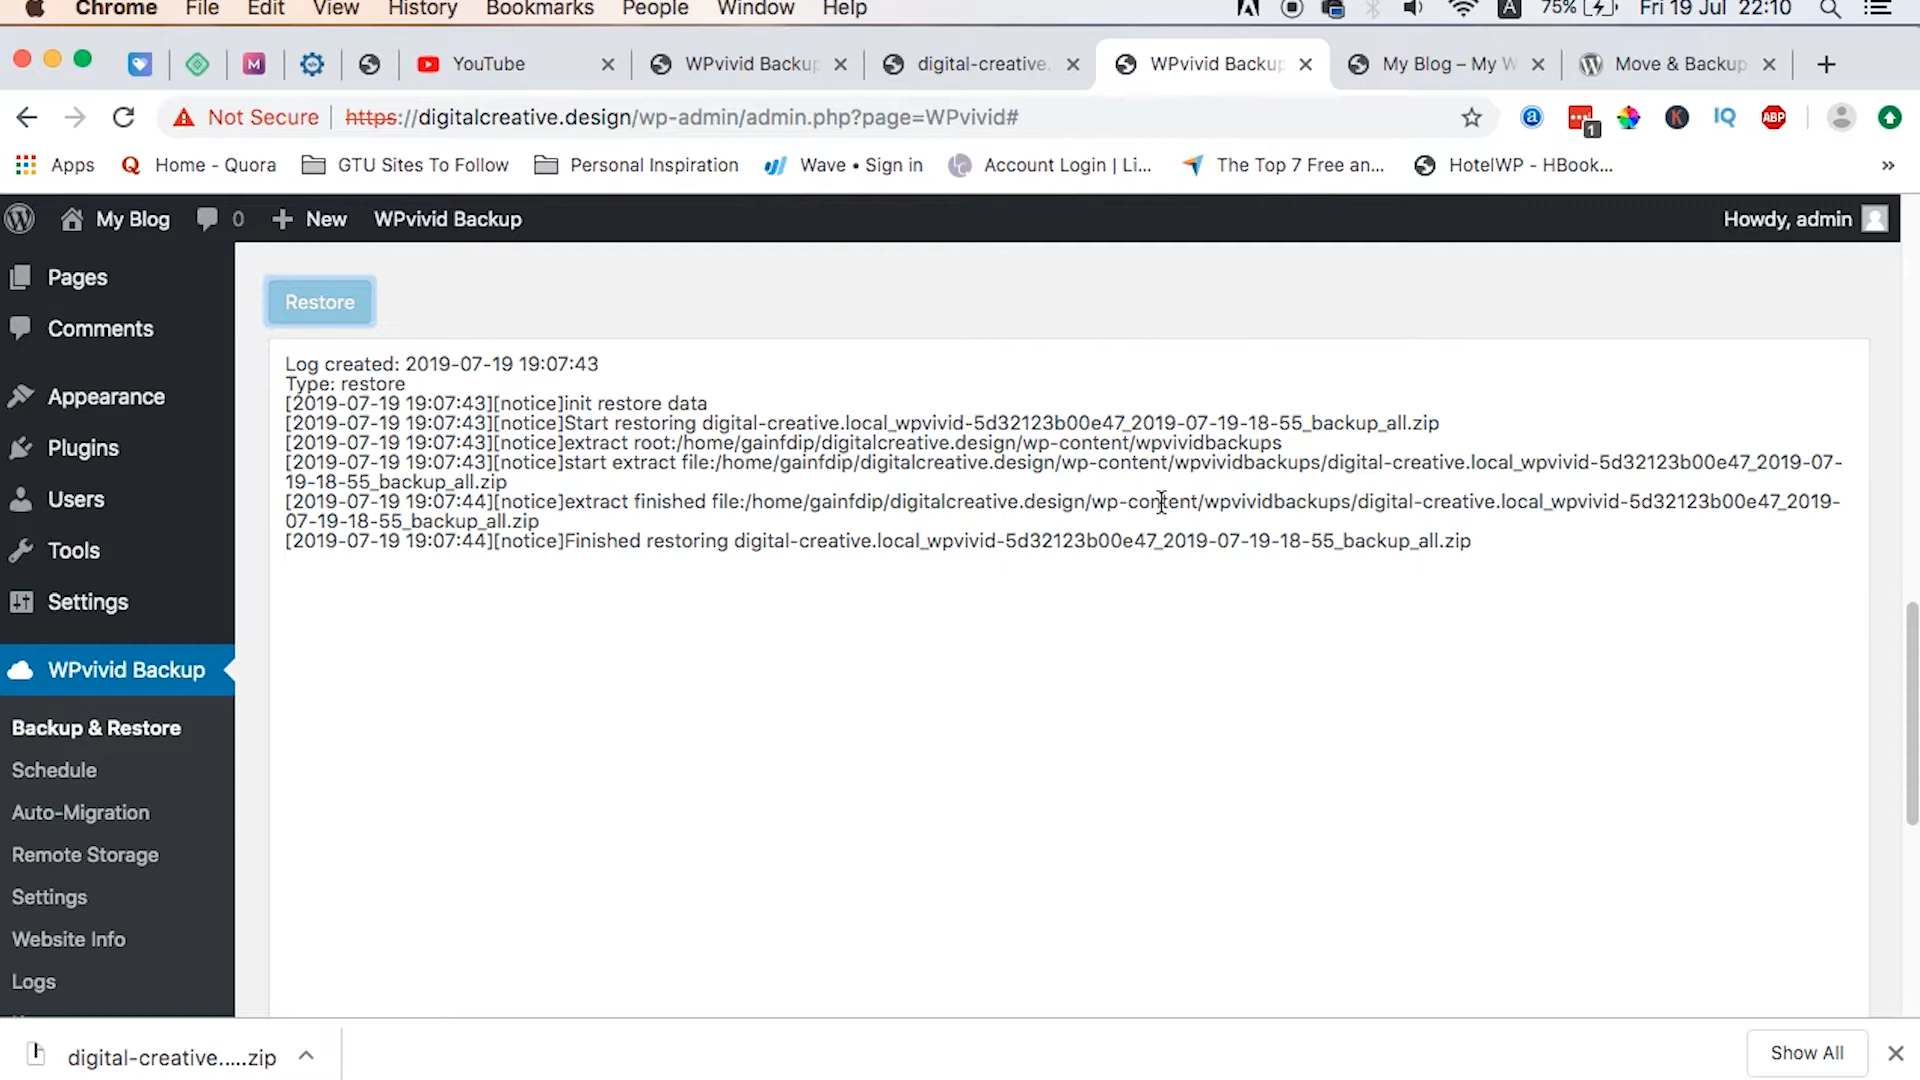 Chrome File Edit View History Bookmarks People Window Help 75% Fri 19 Jul 22:10
YouTube WPvivid Backup digital-creative. WPvivid Backup My Blog – My W Move & Backup
Not Secure https://digitalcreative.design/wp-admin/admin.php?page=WPvivid# 1 K IQ ABP
Apps Home - Quora GTU Sites To Follow Personal Inspiration Wave • Sign in Account Login | Li... The Top 7 Free an... HotelWP - HBook... »
My Blog 0 New WPvivid Backup Howdy, admin
Pages
Comments
Appearance
Plugins
Users
Tools
Settings
WPvivid Backup
Backup & Restore
Schedule
Auto-Migration
Remote Storage
Settings
Website Info
Logs
Restore
Log created: 2019-07-19 19:07:43
Type: restore
[2019-07-19 19:07:43][notice]init restore data
[2019-07-19 19:07:43][notice]Start restoring digital-creative.local_wpvivid-5d32123b00e47_2019-07-19-18-55_backup_all.zip
[2019-07-19 19:07:43][notice]extract root:/home/gainfdip/digitalcreative.design/wp-content/wpvividbackups
[2019-07-19 19:07:43][notice]start extract file:/home/gainfdip/digitalcreative.design/wp-content/wpvividbackups/digital-creative.local_wpvivid-5d32123b00e47_2019-07-
19-18-55_backup_all.zip
[2019-07-19 19:07:44][notice]extract finished file:/home/gainfdip/digitalcreative.design/wp-content/wpvividbackups/digital-creative.local_wpvivid-5d32123b00e47_2019-
07-19-18-55_backup_all.zip
[2019-07-19 19:07:44][notice]Finished restoring digital-creative.local_wpvivid-5d32123b00e47_2019-07-19-18-55_backup_all.zip
digital-creative.....zip Show All